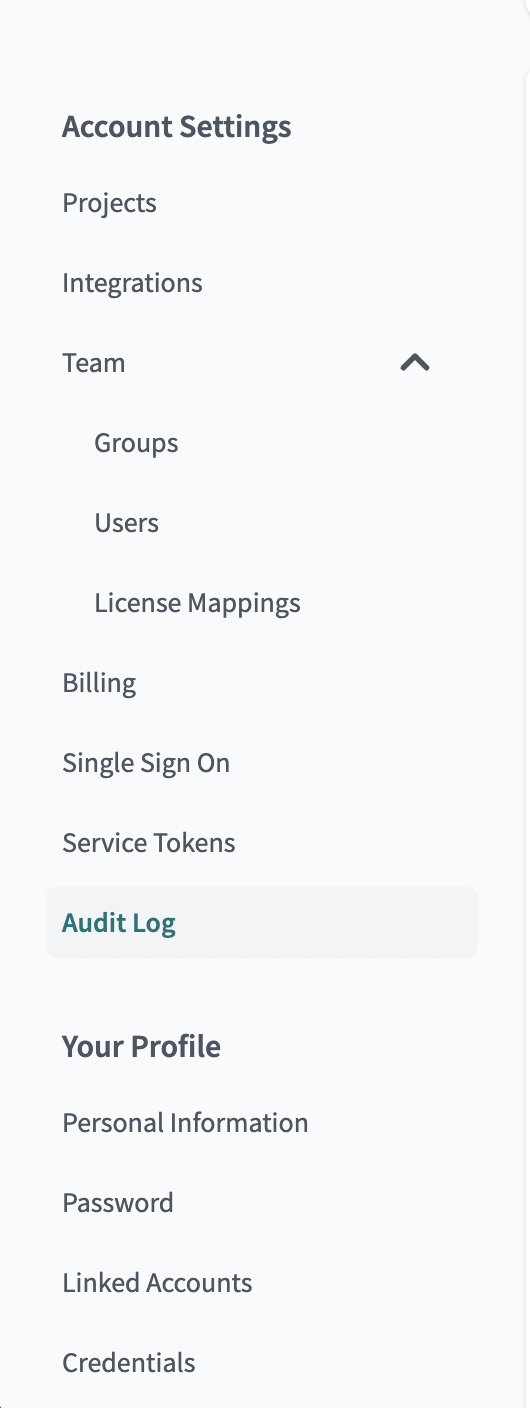 Account Settings
Projects
Integrations
Team
Groups
Users
License Mappings
Billing
Single Sign On
Service Tokens
Audit Log
Your Profile
Personal Information
Password
Linked Accounts
Credentials